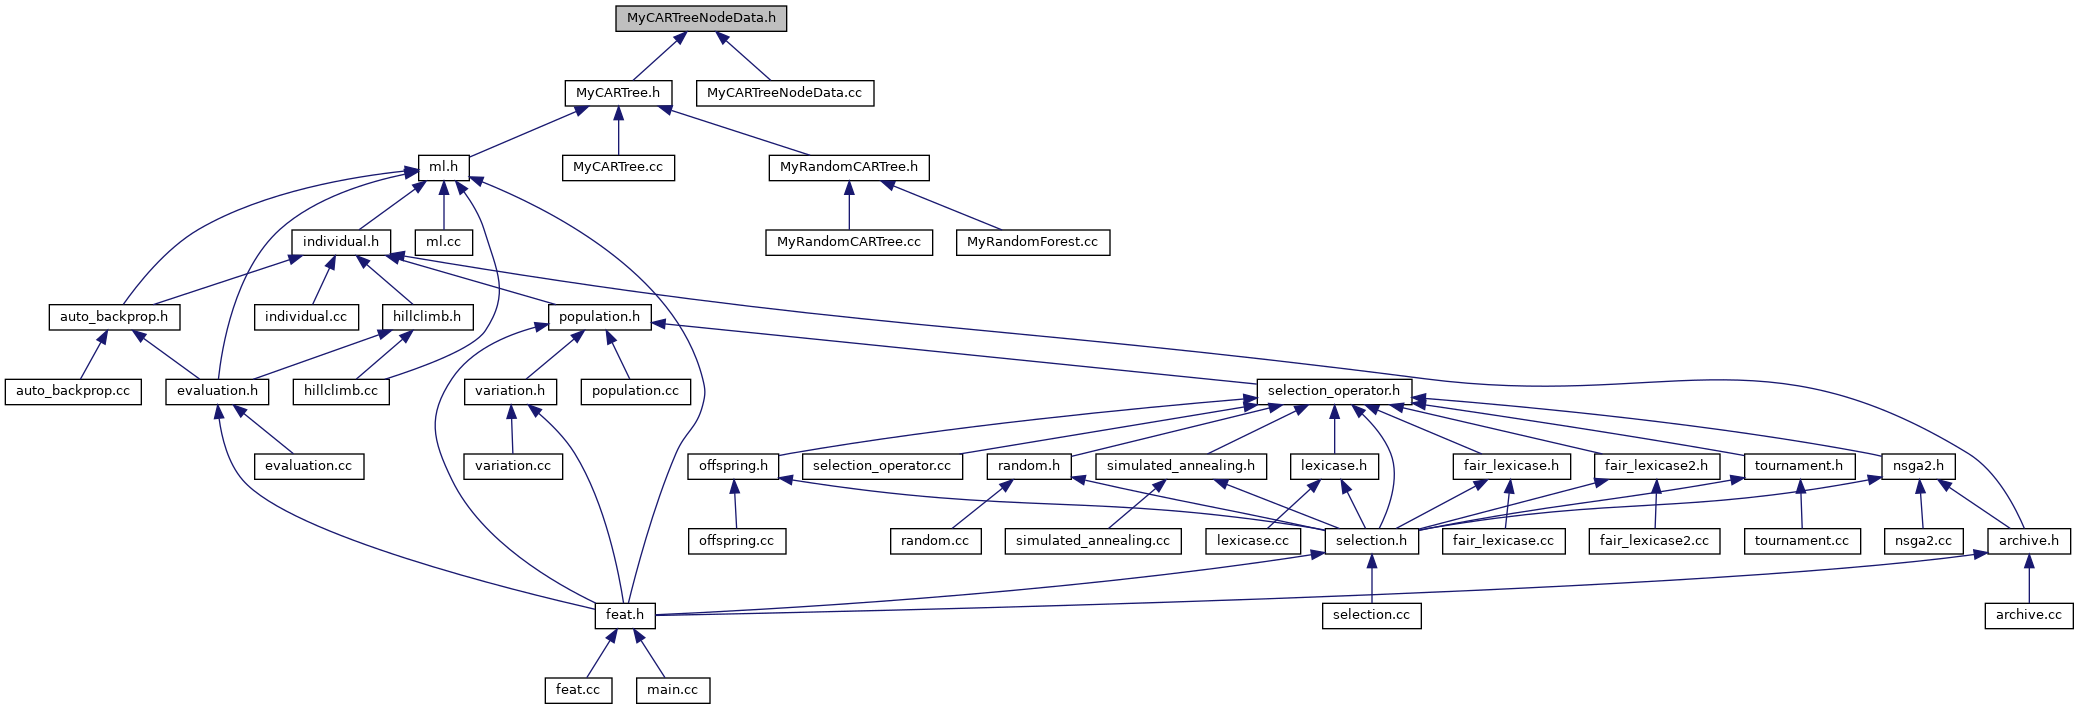 MyCARTreeNodeData.h
MyCARTree.h
MyCARTreeNodeData.cc
ml.h
MyCARTree.cc
MyRandomCARTree.h
individual.h
ml.cc
MyRandomCARTree.cc
MyRandomForest.cc
auto_backprop.h
individual.cc
hillclimb.h
population.h
auto_backprop.cc
evaluation.h
hillclimb.cc
variation.h
population.cc
selection_operator.h
evaluation.cc
variation.cc
offspring.h
selection_operator.cc
random.h
simulated_annealing.h
lexicase.h
fair_lexicase.h
fair_lexicase2.h
tournament.h
nsga2.h
offspring.cc
random.cc
simulated_annealing.cc
lexicase.cc
selection.h
fair_lexicase.cc
fair_lexicase2.cc
tournament.cc
nsga2.cc
archive.h
feat.h
selection.cc
archive.cc
feat.cc
main.cc